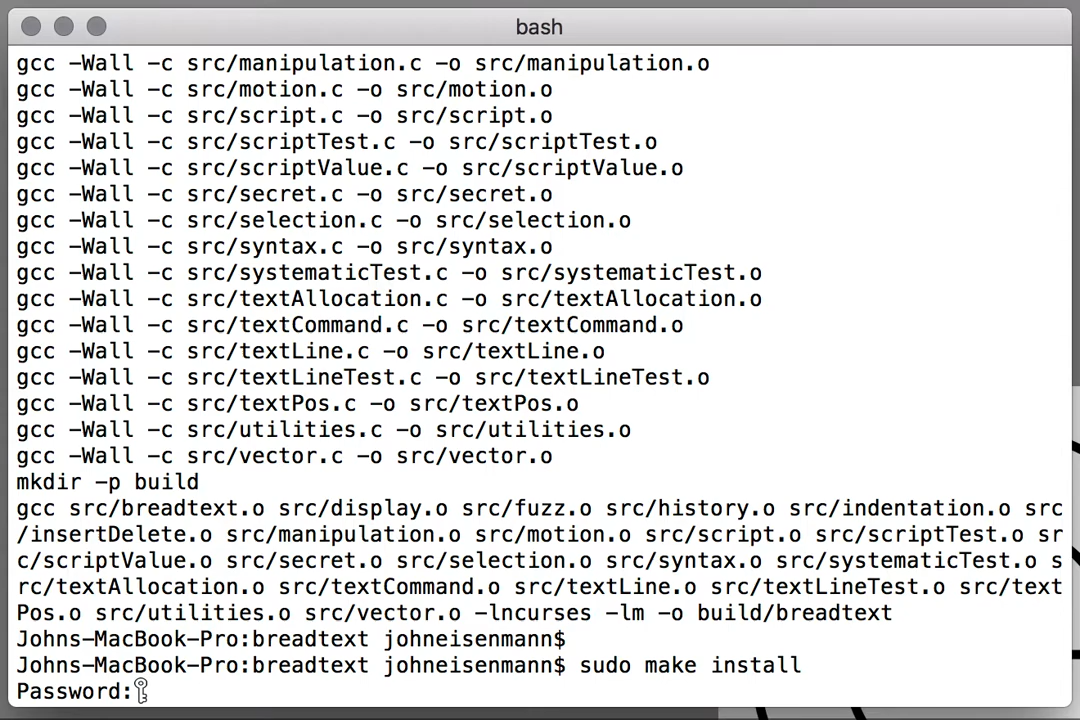 bash
gcc -Wall -c src/manipulation.c -o src/manipulation.o
gcc -Wall -c src/motion.c -o src/motion.o
gcc -Wall -c src/script.c -o src/script.o
gcc -Wall -c src/scriptTest.c -o src/scriptTest.o
gcc -Wall -c src/scriptValue.c -o src/scriptValue.o
gcc -Wall -c src/secret.c -o src/secret.o
gcc -Wall -c src/selection.c -o src/selection.o
gcc -Wall -c src/syntax.c -o src/syntax.o
gcc -Wall -c src/systematicTest.c -o src/systematicTest.o
gcc -Wall -c src/textAllocation.c -o src/textAllocation.o
gcc -Wall -c src/textCommand.c -o src/textCommand.o
gcc -Wall -c src/textLine.c -o src/textLine.o
gcc -Wall -c src/textLineTest.c -o src/textLineTest.o
gcc -Wall -c src/textPos.c -o src/textPos.o
gcc -Wall -c src/utilities.c -o src/utilities.o
gcc -Wall -c src/vector.c -o src/vector.o
mkdir -p build
gcc src/breadtext.o src/display.o src/fuzz.o src/history.o src/indentation.o src
/insertDelete.o src/manipulation.o src/motion.o src/script.o src/scriptTest.o sr
c/scriptValue.o src/secret.o src/selection.o src/syntax.o src/systematicTest.o s
rc/textAllocation.o src/textCommand.o src/textLine.o src/textLineTest.o src/text
Pos.o src/utilities.o src/vector.o -lncurses -lm -o build/breadtext
Johns-MacBook-Pro:breadtext johneisenmann$
Johns-MacBook-Pro:breadtext johneisenmann$ sudo make install
Password: